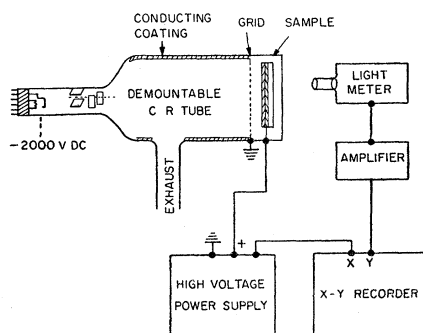 CONDUCTING
COATING
GRID
SAMPLE
DEMOUNTABLE
C R TUBE
LIGHT
METER
−2000 V DC
EXHAUST
AMPLIFIER
+
X Y
HIGH VOLTAGE
POWER SUPPLY
X-Y RECORDER